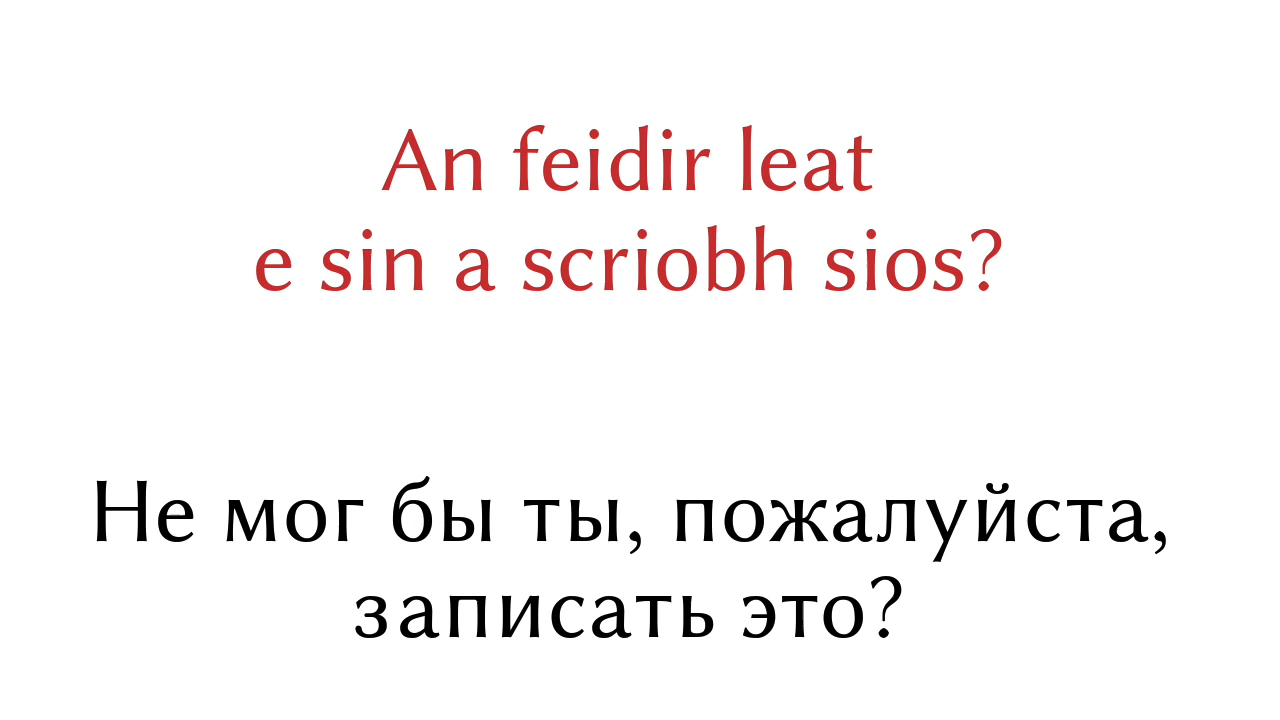 An feidir leat
e sin a scriobh sios?
Не мог бы ты, пожалуйста,
записать это?